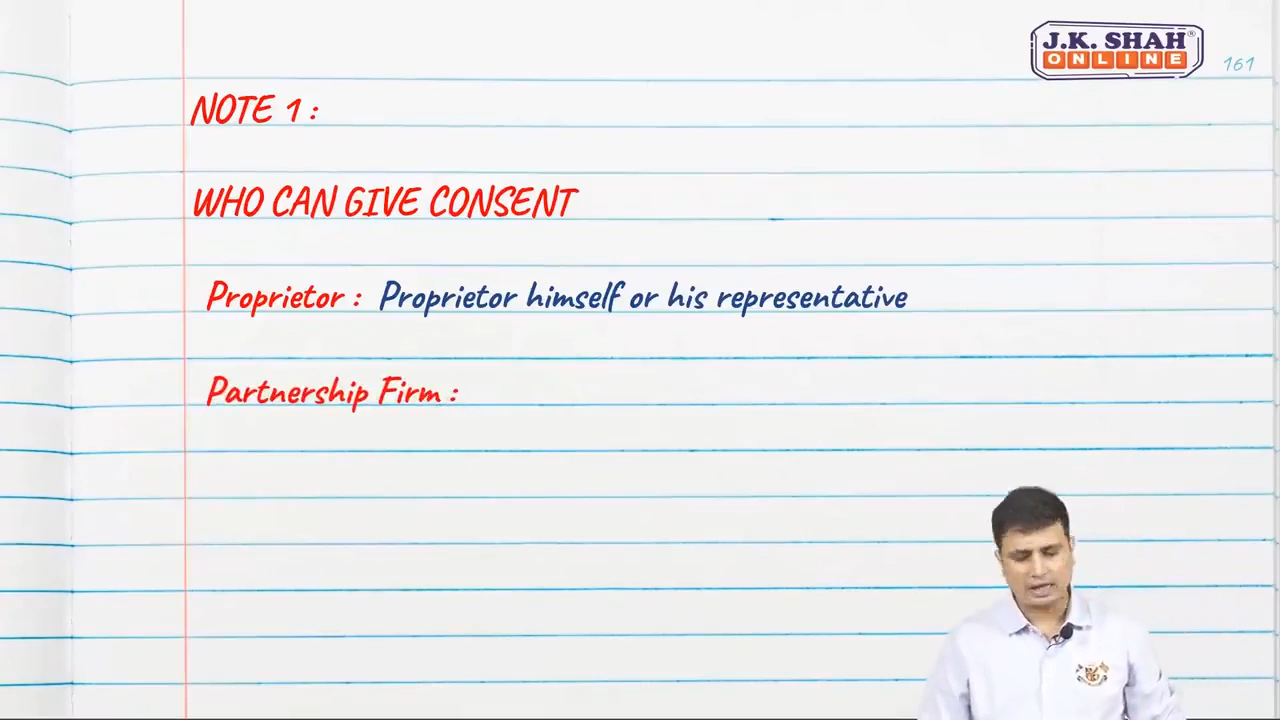 J.K. SHAH®
ONLINE
161
NOTE 1 :
WHO CAN GIVE CONSENT
Proprietor : Proprietor himself or his representative
Partnership Firm :